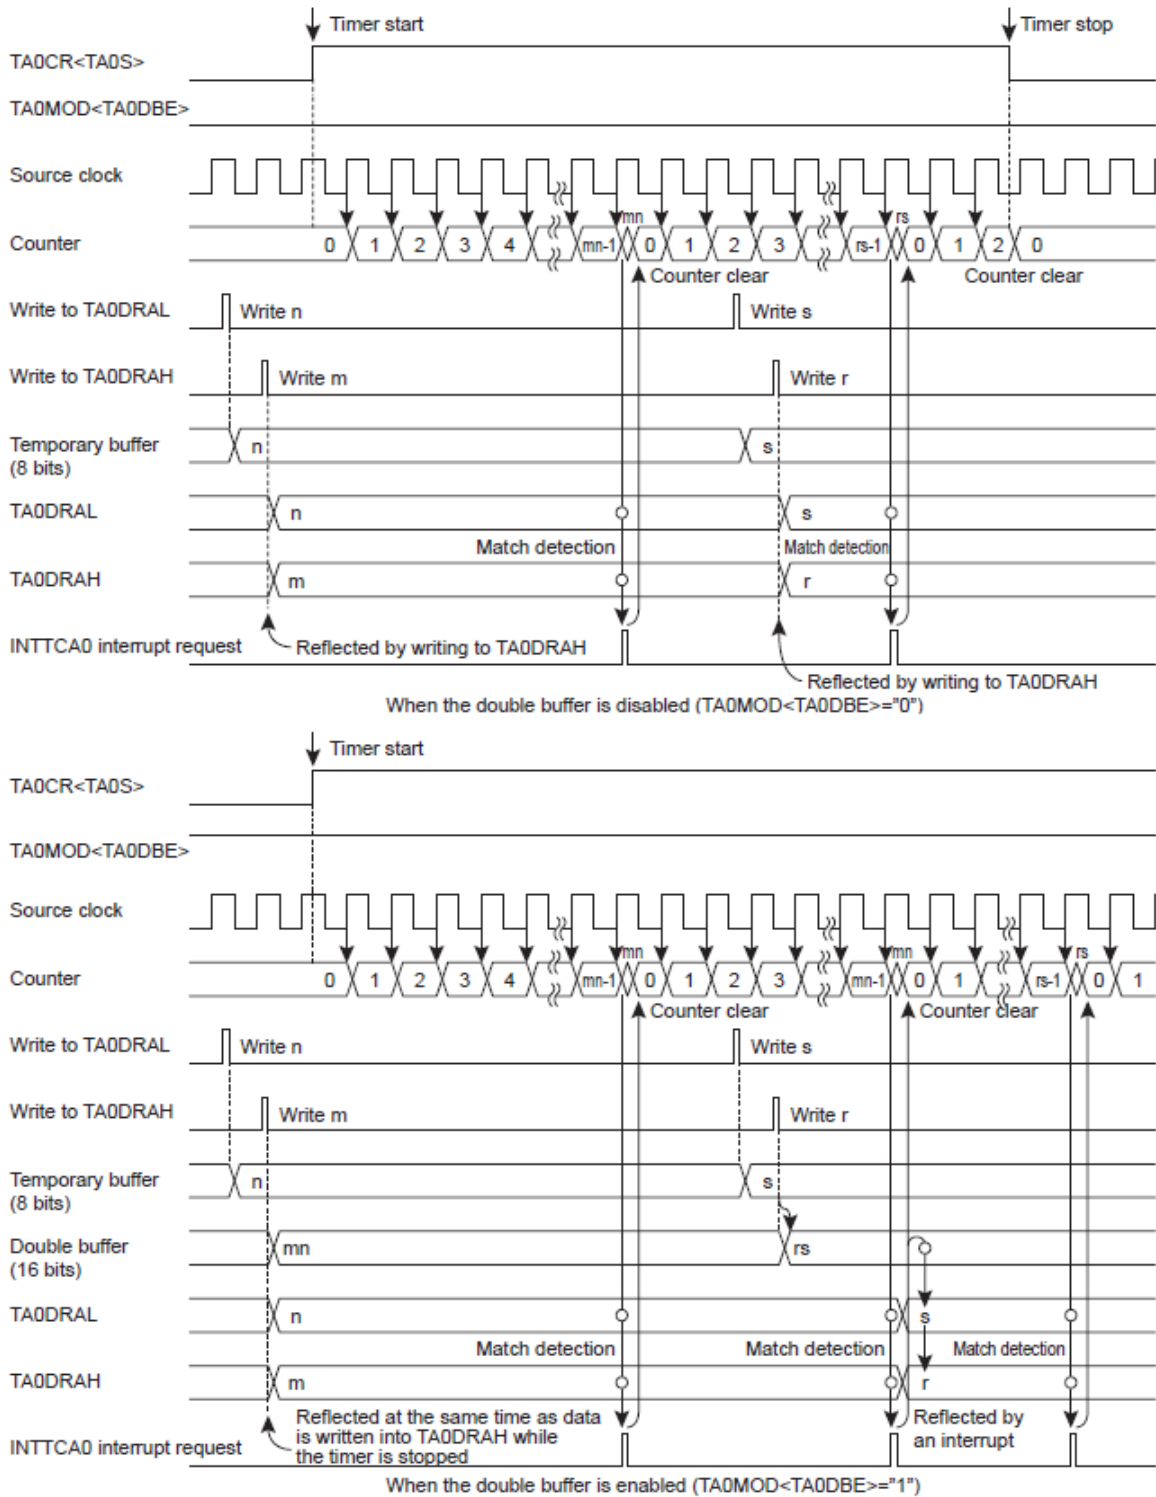 Timer start Timer stop
TA0CR<TA0S>
TA0MOD<TA0DBE>
Source clock
mn rs
Counter 0 1 2 3 4 mn-1 0 1 2 3 rs-1 0 1 2 0
Counter clear Counter clear
Write to TA0DRAL Write n Write s
Write to TA0DRAH Write m Write r
Temporary buffer
(8 bits) n s
TA0DRAL n s
Match detection Match detection
TA0DRAH m r
INTTCA0 interrupt request Reflected by writing to TA0DRAH
Reflected by writing to TA0DRAH
When the double buffer is disabled (TA0MOD<TA0DBE>="0")
Timer start
TA0CR<TA0S>
TA0MOD<TA0DBE>
Source clock
mn mn rs
Counter 0 1 2 3 4 mn-1 0 1 2 3 mn-1 0 1 rs-1 0 1
Counter clear Counter clear
Write to TA0DRAL Write n Write s
Write to TA0DRAH Write m Write r
Temporary buffer
(8 bits) n s
Double buffer
(16 bits) mn rs
TA0DRAL n s
Match detection Match detection Match detection
TA0DRAH m r
Reflected at the same time as data
is written into TA0DRAH while
the timer is stopped
Reflected by
an interrupt
INTTCA0 interrupt request
When the double buffer is enabled (TA0MOD<TA0DBE>="1")